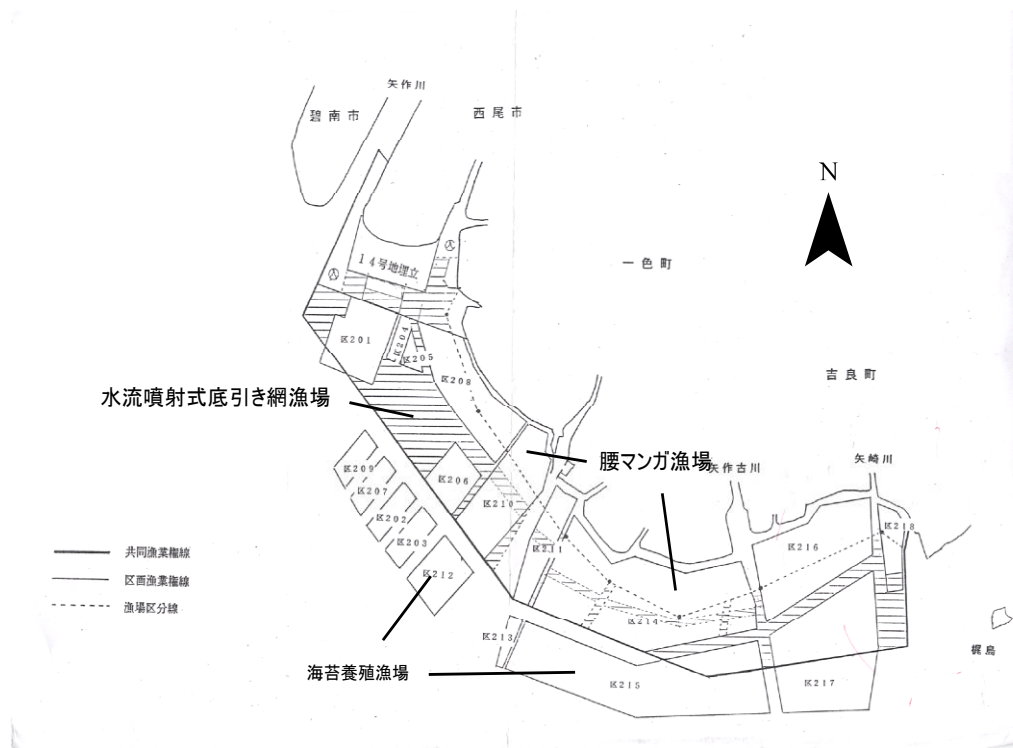 矢作川
碧南市
西尾市
N
14号地埋立
一色町
区201
区204
区205
区208
吉良町
水流噴射式底引き網漁場
腰マンガ漁場
矢作古川
矢崎川
区209
区206
区207
区210
区202
区218
区203
区211
区216
区212
共同漁業権線
区画漁業権線
漁場区分線
区214
区213
梶島
海苔養殖漁場
区215
区217